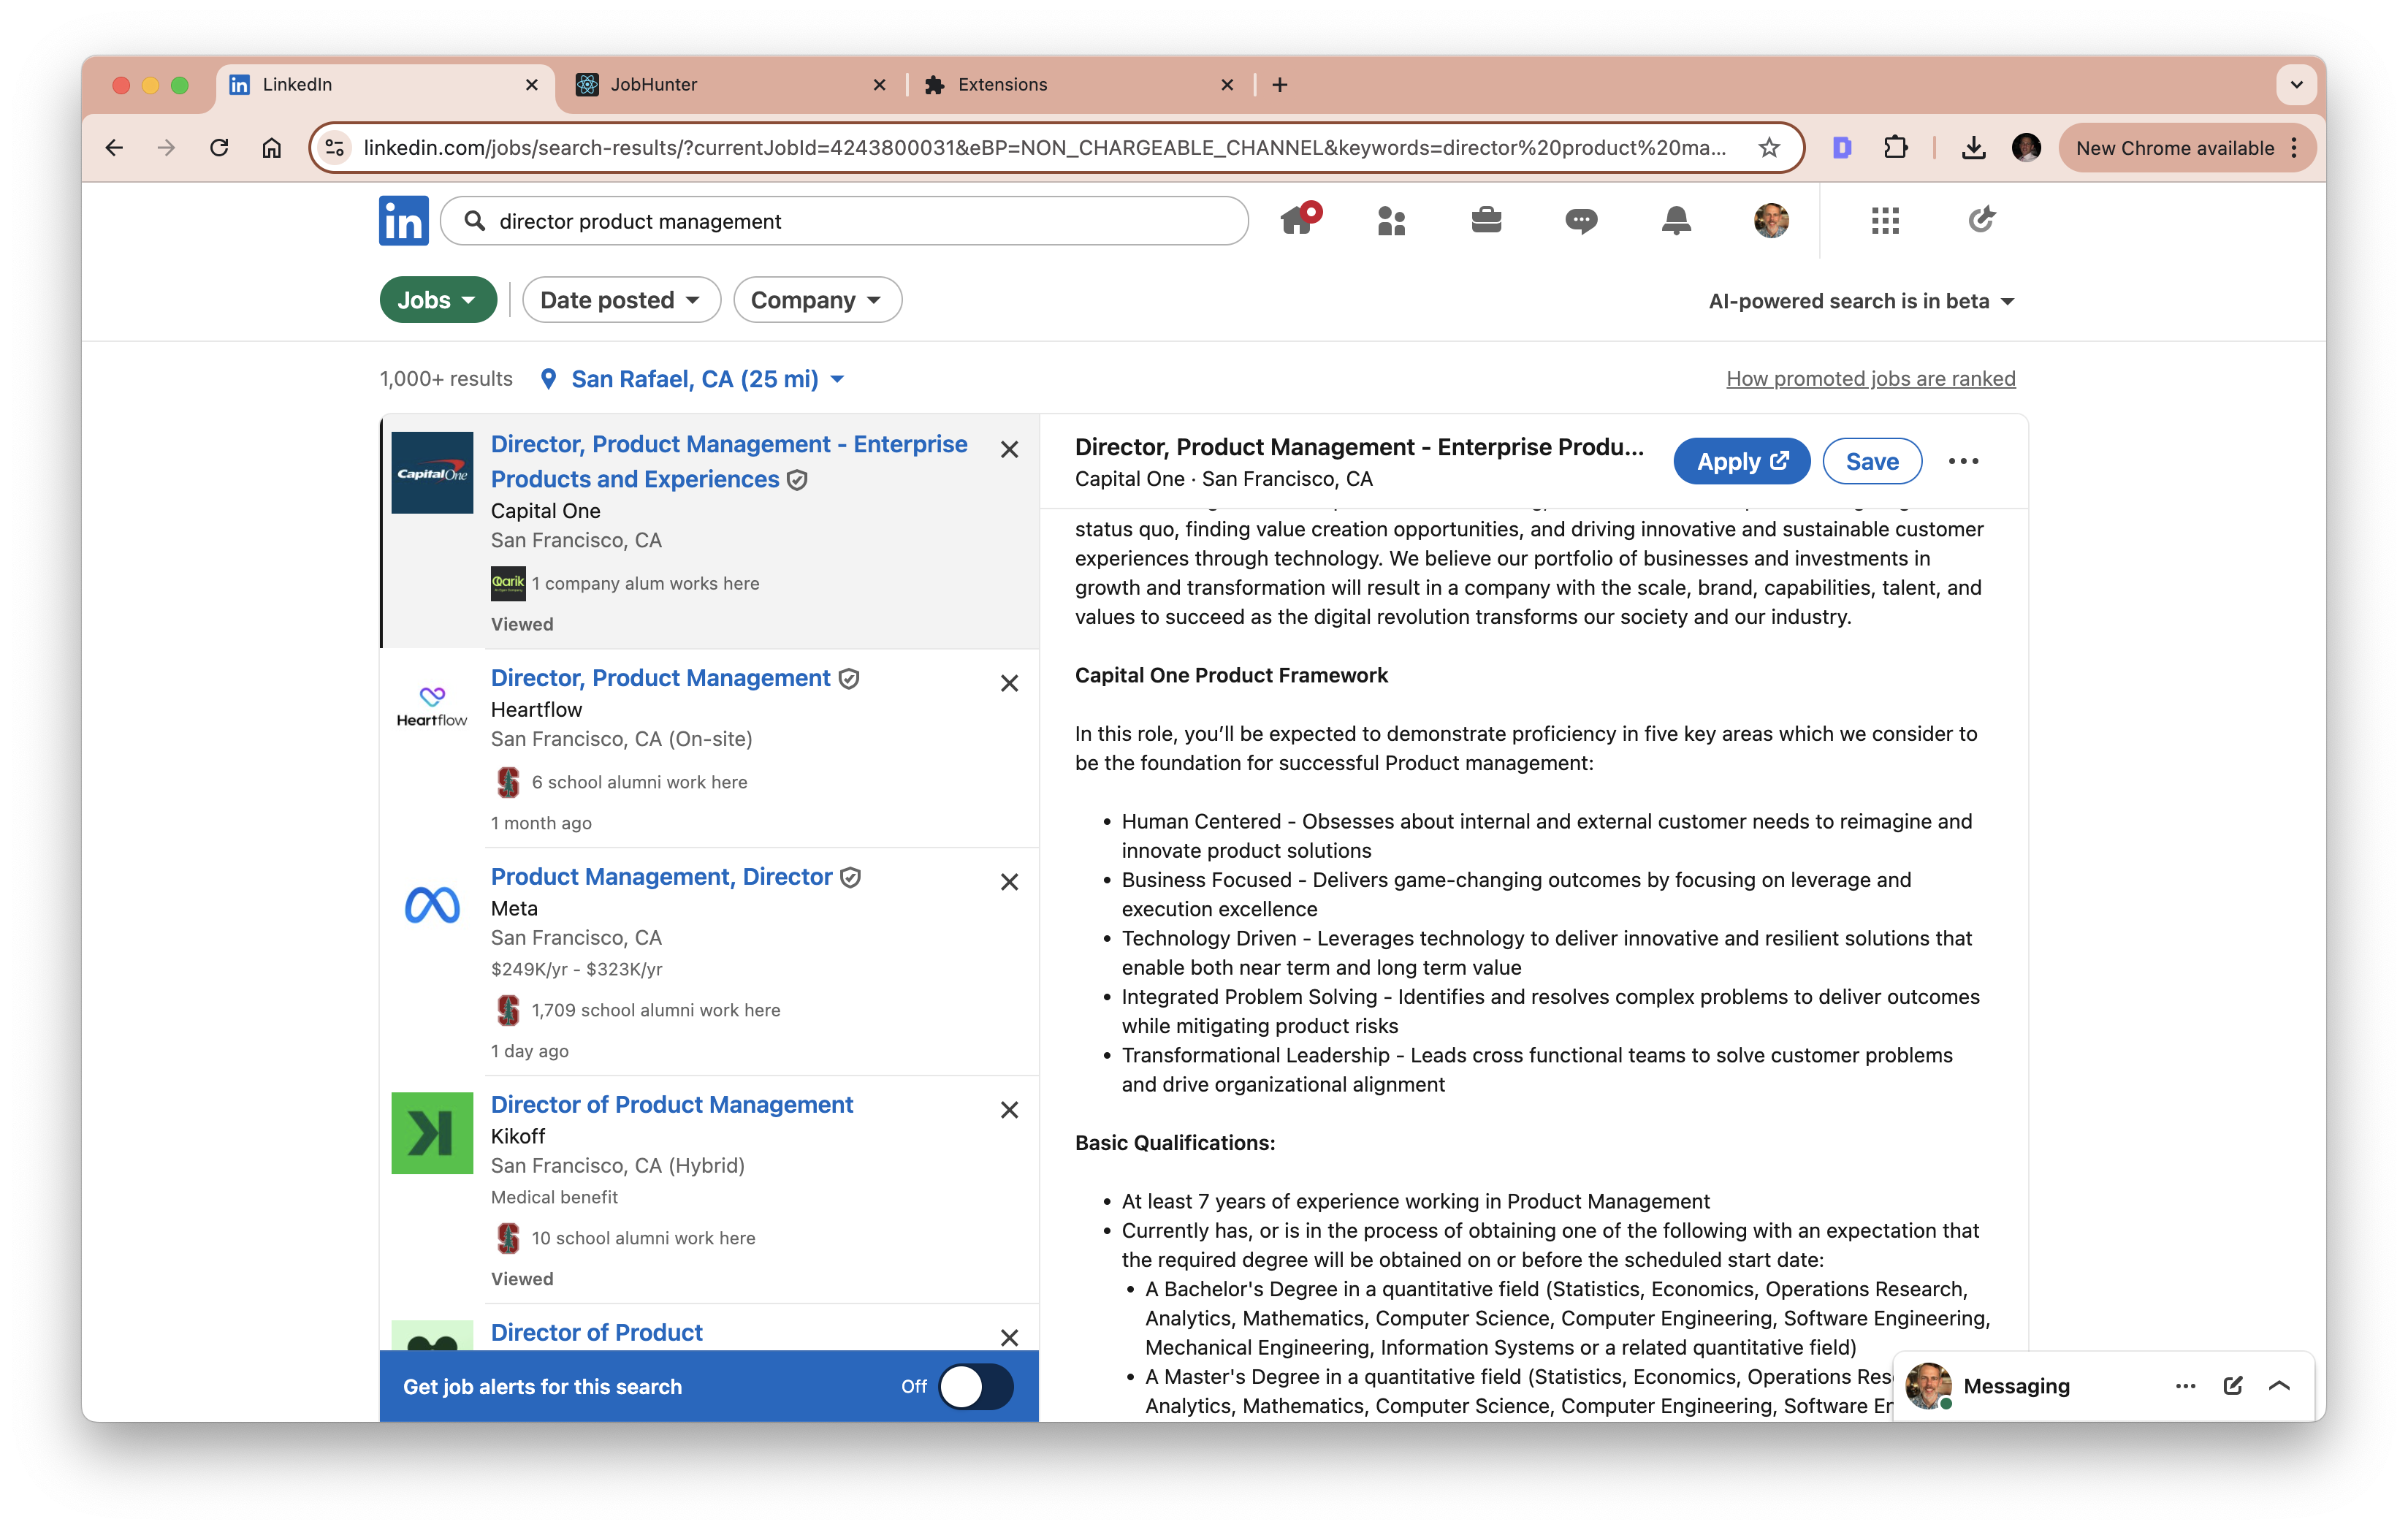 LinkedIn
JobHunter
Extensions
linkedin.com/jobs/search-results/?currentJobId=4243800031&eBP=NON_CHARGEABLE_CHANNEL&keywords=director%20product%20ma...
New Chrome available
in
director product management
Jobs
Date posted
Company
AI-powered search is in beta
1,000+ results
San Rafael, CA (25 mi)
How promoted jobs are ranked
CapitalOne
Director, Product Management - Enterprise
Products and Experiences
Capital One
San Francisco, CA
Qarik
1 company alum works here
Viewed
Heartflow
Director, Product Management
Heartflow
San Francisco, CA (On-site)
6 school alumni work here
1 month ago
Product Management, Director
Meta
San Francisco, CA
$249K/yr - $323K/yr
1,709 school alumni work here
1 day ago
Director of Product Management
Kikoff
San Francisco, CA (Hybrid)
Medical benefit
10 school alumni work here
Viewed
Director of Product
Get job alerts for this search
Off
Director, Product Management - Enterprise Produ...
Capital One · San Francisco, CA
Apply
Save
status quo, finding value creation opportunities, and driving innovative and sustainable customer
experiences through technology. We believe our portfolio of businesses and investments in
growth and transformation will result in a company with the scale, brand, capabilities, talent, and
values to succeed as the digital revolution transforms our society and our industry.
Capital One Product Framework
In this role, you’ll be expected to demonstrate proficiency in five key areas which we consider to
be the foundation for successful Product management:
• Human Centered - Obsesses about internal and external customer needs to reimagine and
innovate product solutions
• Business Focused - Delivers game-changing outcomes by focusing on leverage and
execution excellence
• Technology Driven - Leverages technology to deliver innovative and resilient solutions that
enable both near term and long term value
• Integrated Problem Solving - Identifies and resolves complex problems to deliver outcomes
while mitigating product risks
• Transformational Leadership - Leads cross functional teams to solve customer problems
and drive organizational alignment
Basic Qualifications:
• At least 7 years of experience working in Product Management
• Currently has, or is in the process of obtaining one of the following with an expectation that
the required degree will be obtained on or before the scheduled start date:
• A Bachelor's Degree in a quantitative field (Statistics, Economics, Operations Research,
Analytics, Mathematics, Computer Science, Computer Engineering, Software Engineering,
Mechanical Engineering, Information Systems or a related quantitative field)
• A Master's Degree in a quantitative field (Statistics, Economics, Operations Res
Analytics, Mathematics, Computer Science, Computer Engineering, Software Er
Messaging